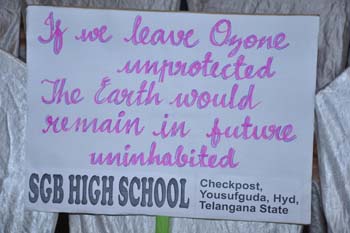 If we leave Ozone
unprotected
The Earth would
remain in future
uninhabited
SGB HIGH SCHOOL
Checkpost,
Yousufguda, Hyd,
Telangana State